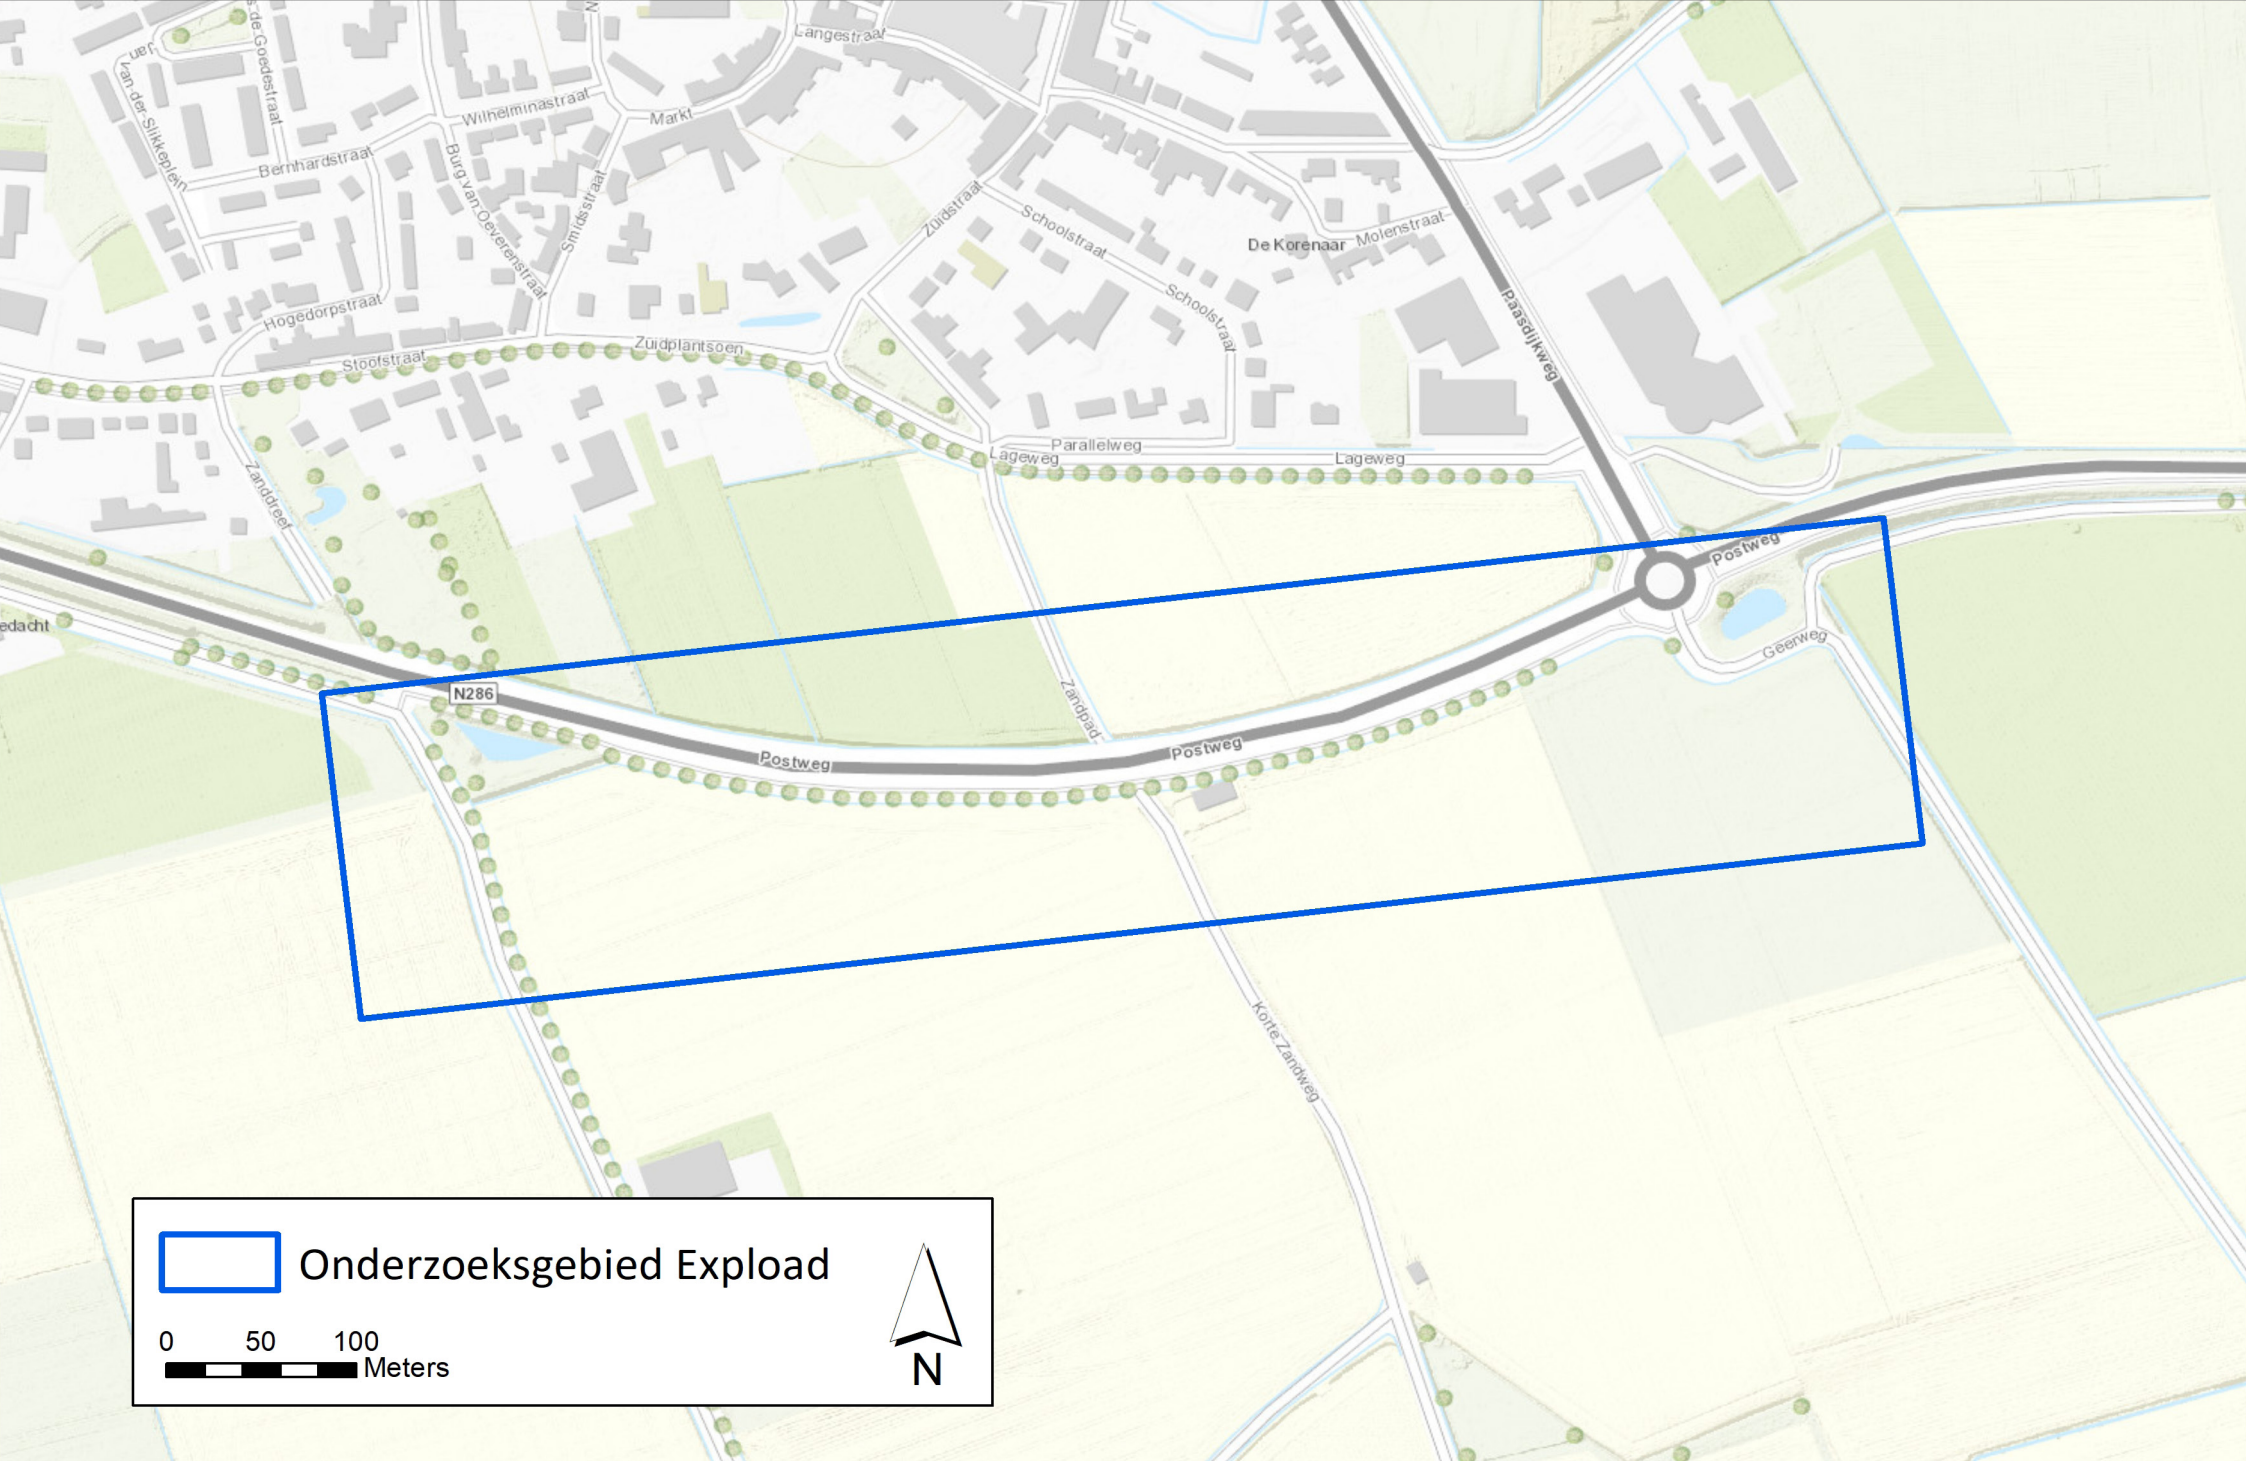 Langestraat
Jan
van-der-Slikkeplein
s-de-Goedestraat
N
Wilhelminastraat
Markt
Bernhardstraat
Burg van Oeverenstraat
Smidsstraat
Zuidstraat
Schoolstraat
De Korenaar
Molenstraat
Hogedorpstraat
Schoolstraat
Paasdijkweg
Stoofstraat
Zuidplantsoen
Parallelweg
Lageweg
Lageweg
Zanddreef
Postweg
edacht
Geerweg
N286
Zandpad
Postweg
Postweg
Korte Zandweg
Onderzoeksgebied Expload
0 50 100
Meters
N